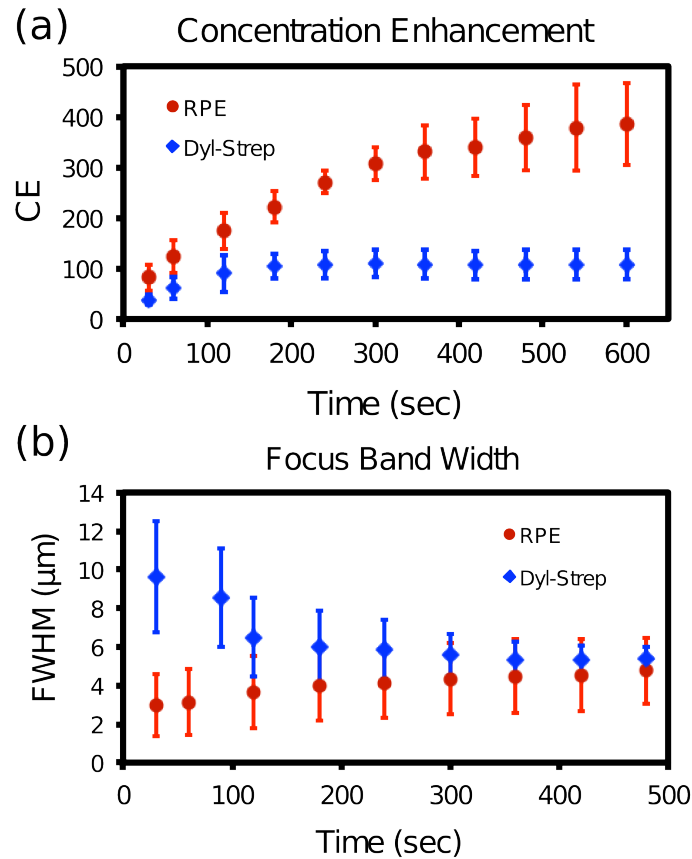 (a) Concentration Enhancement
500
400
300
200
100
0
CE
RPE
Dyl-Strep
0 100 200 300 400 500 600
Time (sec)
(b) Focus Band Width
14
12
10
8
6
4
2
0
FWHM (μm)
RPE
Dyl-Strep
0 100 200 300 400 500
Time (sec)